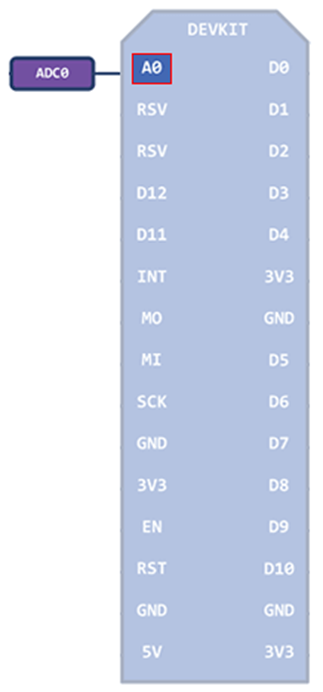 DEVKIT
ADC0 A0 D0
RSV D1
RSV D2
D12 D3
D11 D4
INT 3V3
MO GND
MI D5
SCK D6
GND D7
3V3 D8
EN D9
RST D10
GND GND
5V 3V3